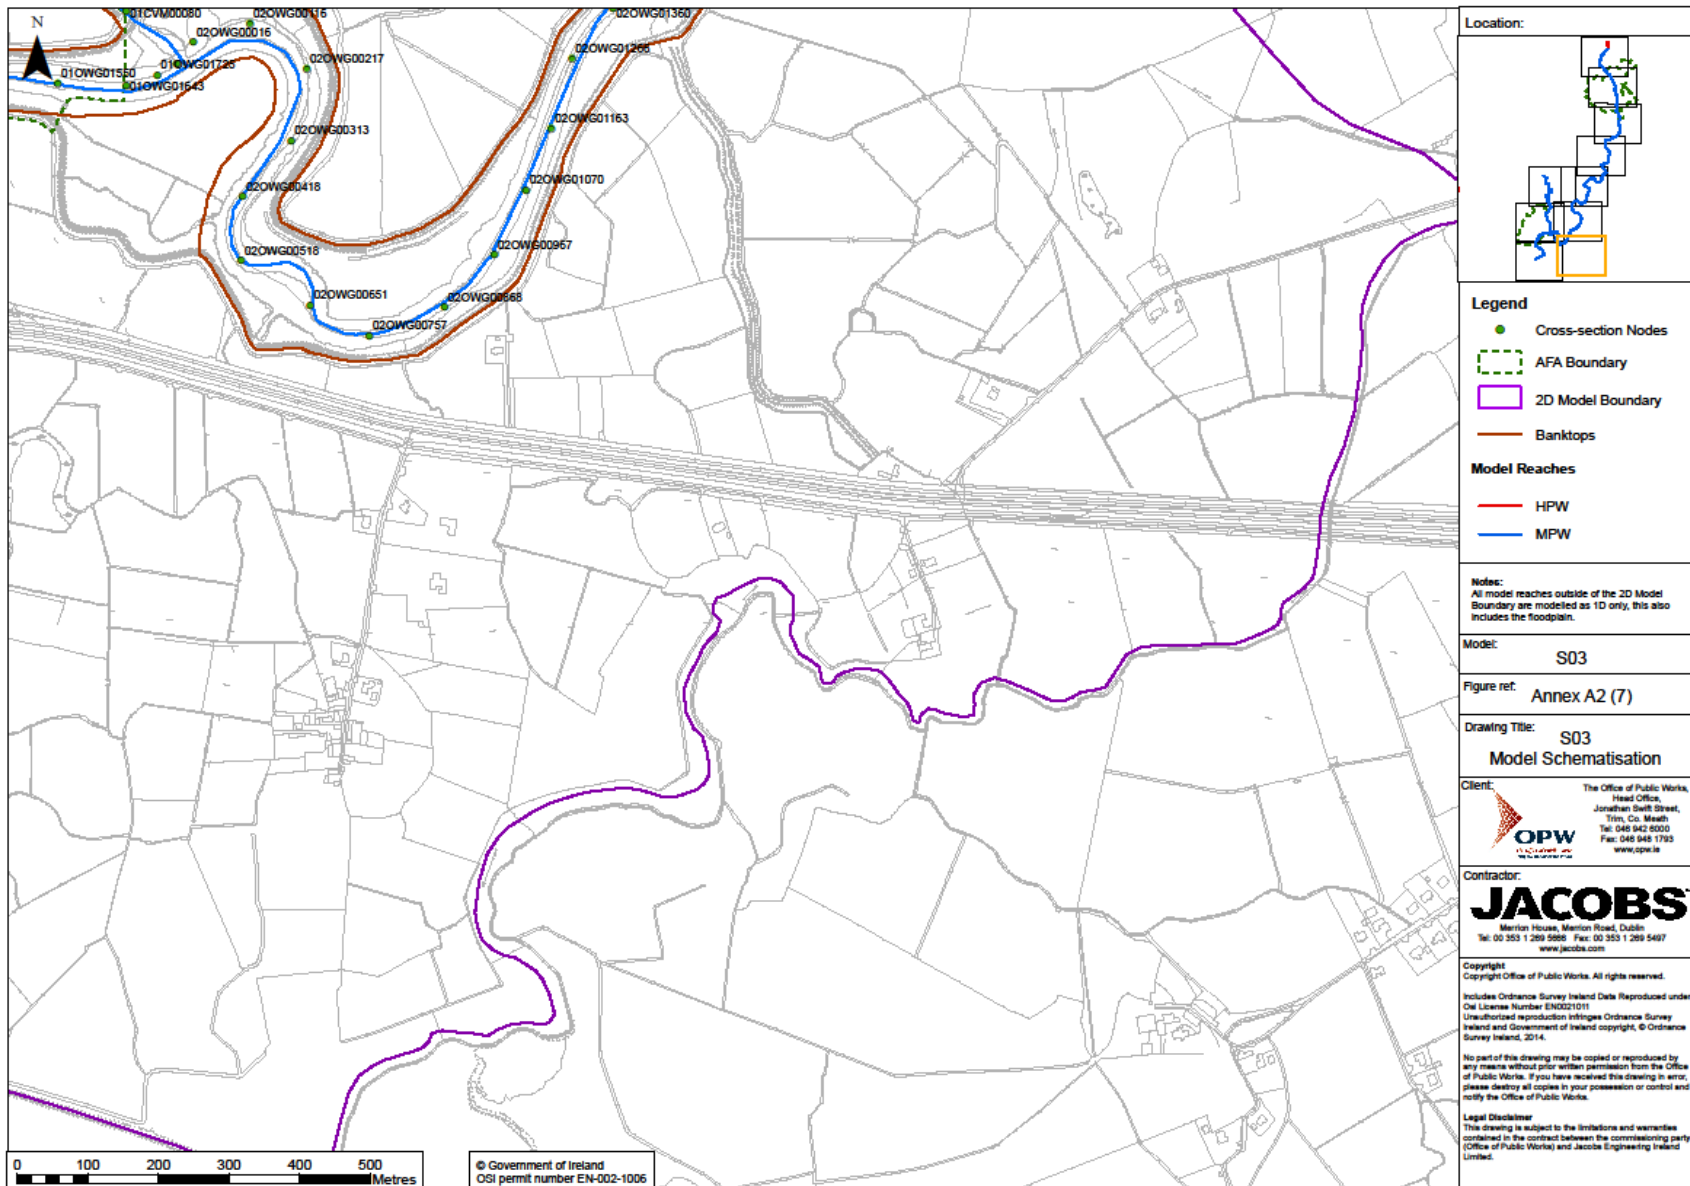 N
01CVM00080
02OWG00116
02OWG00016
01OWG01725
02OWG00217
01OWG01550
01OWG01643
02OWG00313
02OWG00418
02OWG00518
02OWG00651
02OWG00757
02OWG00868
02OWG00967
02OWG01070
02OWG01163
02OWG01265
02OWG01360
0 100 200 300 400 500
Metres
© Government of Ireland
OSI permit number EN-002-1006
Location:
Legend
Cross-section Nodes
AFA Boundary
2D Model Boundary
Banktops
Model Reaches
HPW
MPW
Notes:
All model reaches outside of the 2D Model
Boundary are modelled as 1D only, this also
includes the floodplain.
Model:
S03
Figure ref:
Annex A2 (7)
Drawing Title:
S03
Model Schematisation
Client:
The Office of Public Works,
Head Office,
Jonathan Swift Street,
Trim, Co. Meath
Tel: 046 942 6000
Fax: 046 948 1793
www.opw.ie
OPW
Contractor:
JACOBS
Merrion House, Merrion Road, Dublin
Tel: 00 353 1 269 5666 Fax: 00 353 1 269 5497
www.jacobs.com
Copyright
Copyright Office of Public Works. All rights reserved.
Includes Ordnance Survey Ireland Data Reproduced under
OSi License Number EN0021011
Unauthorized reproduction infringes Ordnance Survey
Ireland and Government of Ireland copyright, © Ordnance
Survey Ireland, 2014.
No part of this drawing may be copied or reproduced by
any means without prior written permission from the Office
of Public Works. If you have received this drawing in error,
please destroy all copies in your possession or control and
notify the Office of Public Works.
Legal Disclaimer
This drawing is subject to the limitations and warranties
contained in the contract between the commissioning party
(Office of Public Works) and Jacobs Engineering Ireland
Limited.